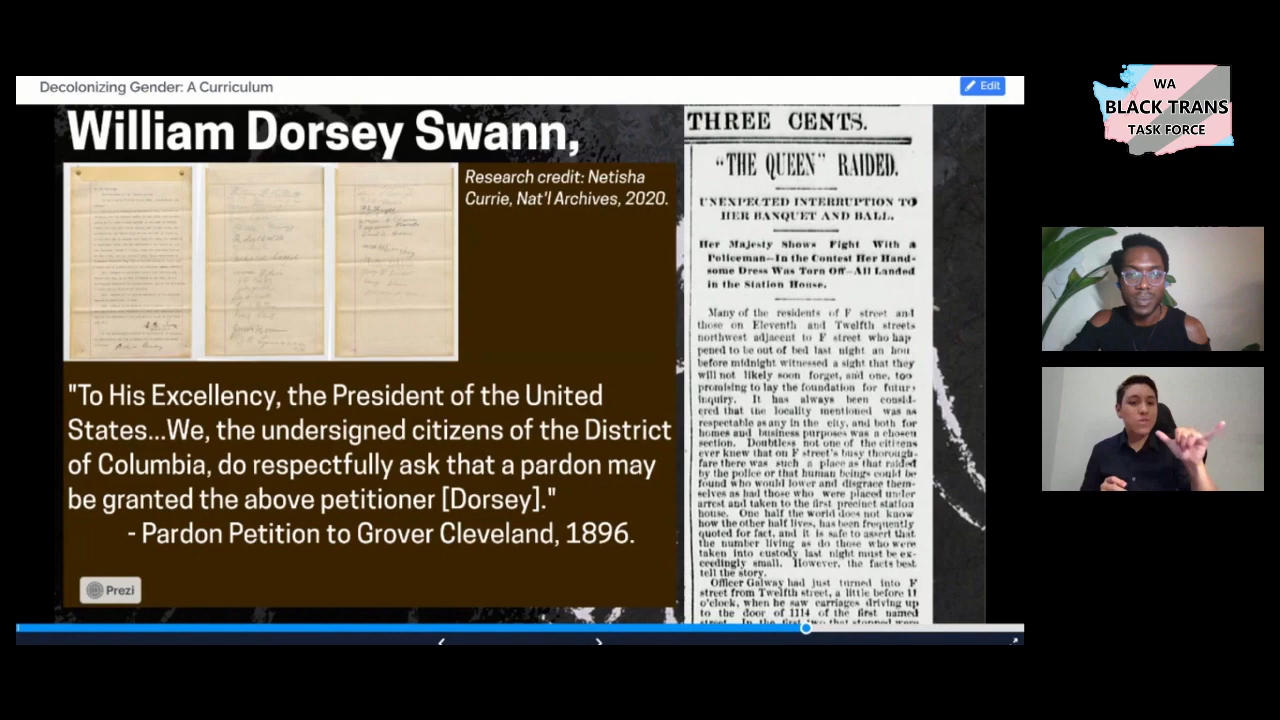 Decolonizing Gender: A Curriculum
Edit
William Dorsey Swann,
Research credit: Netisha
Currie, Nat'l Archives, 2020.
"To His Excellency, the President of the United
States...We, the undersigned citizens of the District
of Columbia, do respectfully ask that a pardon may
be granted the above petitioner [Dorsey]."
- Pardon Petition to Grover Cleveland, 1896.
Prezi
THREE CENTS.
"THE QUEEN" RAIDED.
UNEXPECTED INTERRUPTION TO
HER BANQUET AND BALL.
Her Majesty Shows Fight With a
Policeman—In the Contest Her Hand-
some Dress Was Torn Off—All Landed
in the Station House.
Many of the residents of F street and
those on Eleventh and Twelfth streets
northwest adjacent to F street who hap
pened to be out of bed last night an hou
before midnight witnessed a sight that they
will not likely soon forget, and one, too
promising to lay the foundation for future
inquiry. It has always been consid-
ered that the locality mentioned was as
respectable as any in the city, and both for
homes and business purposes was a chosen
section. Doubtless not one of the citizens
ever knew that on F street's busy thorough-
fare there was such a place as that raided
by the police or that human beings could be
found who would lower and disgrace them-
selves as had those who were placed under
arrest and taken to the first precinct station
house. One half the world does not know
how the other half lives, has been frequently
quoted for fact, and it is safe to assert that
the number living as do those who were
taken into custody last night must be ex-
ceedingly small. However, the facts best
tell the story.
Officer Galway had just turned into F
street from Twelfth street, a little before 11
o'clock, when he saw carriages driving up
to the door of 1114 of the first named
street. In the first two that stopped were
WA
BLACK TRANS
TASK FORCE